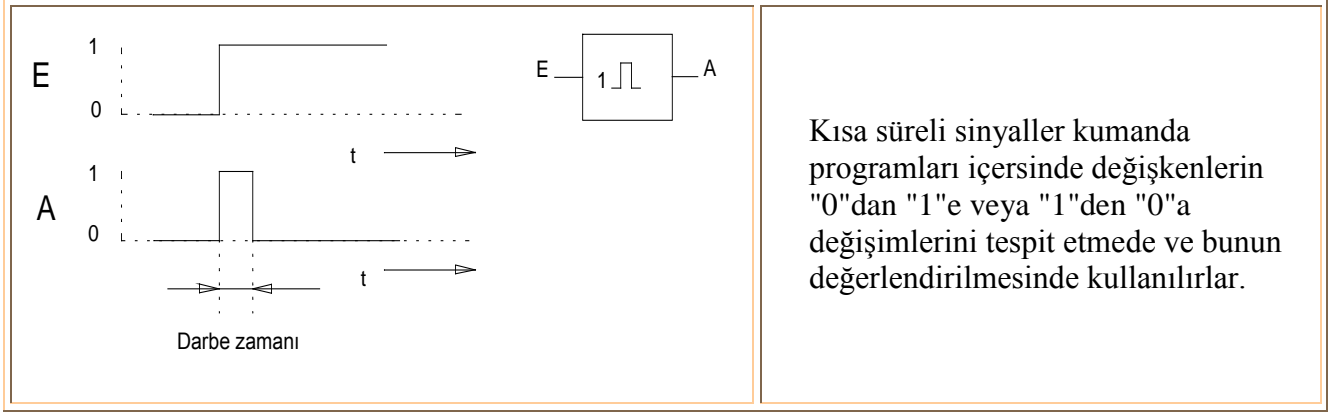 1
E
0
t
1
A
0
t
Darbe zamanı
E
1
A
Kısa süreli sinyaller kumanda
programları içersinde değişkenlerin
"0"dan "1"e veya "1"den "0"a
değişimlerini tespit etmede ve bunun
değerlendirilmesinde kullanılırlar.